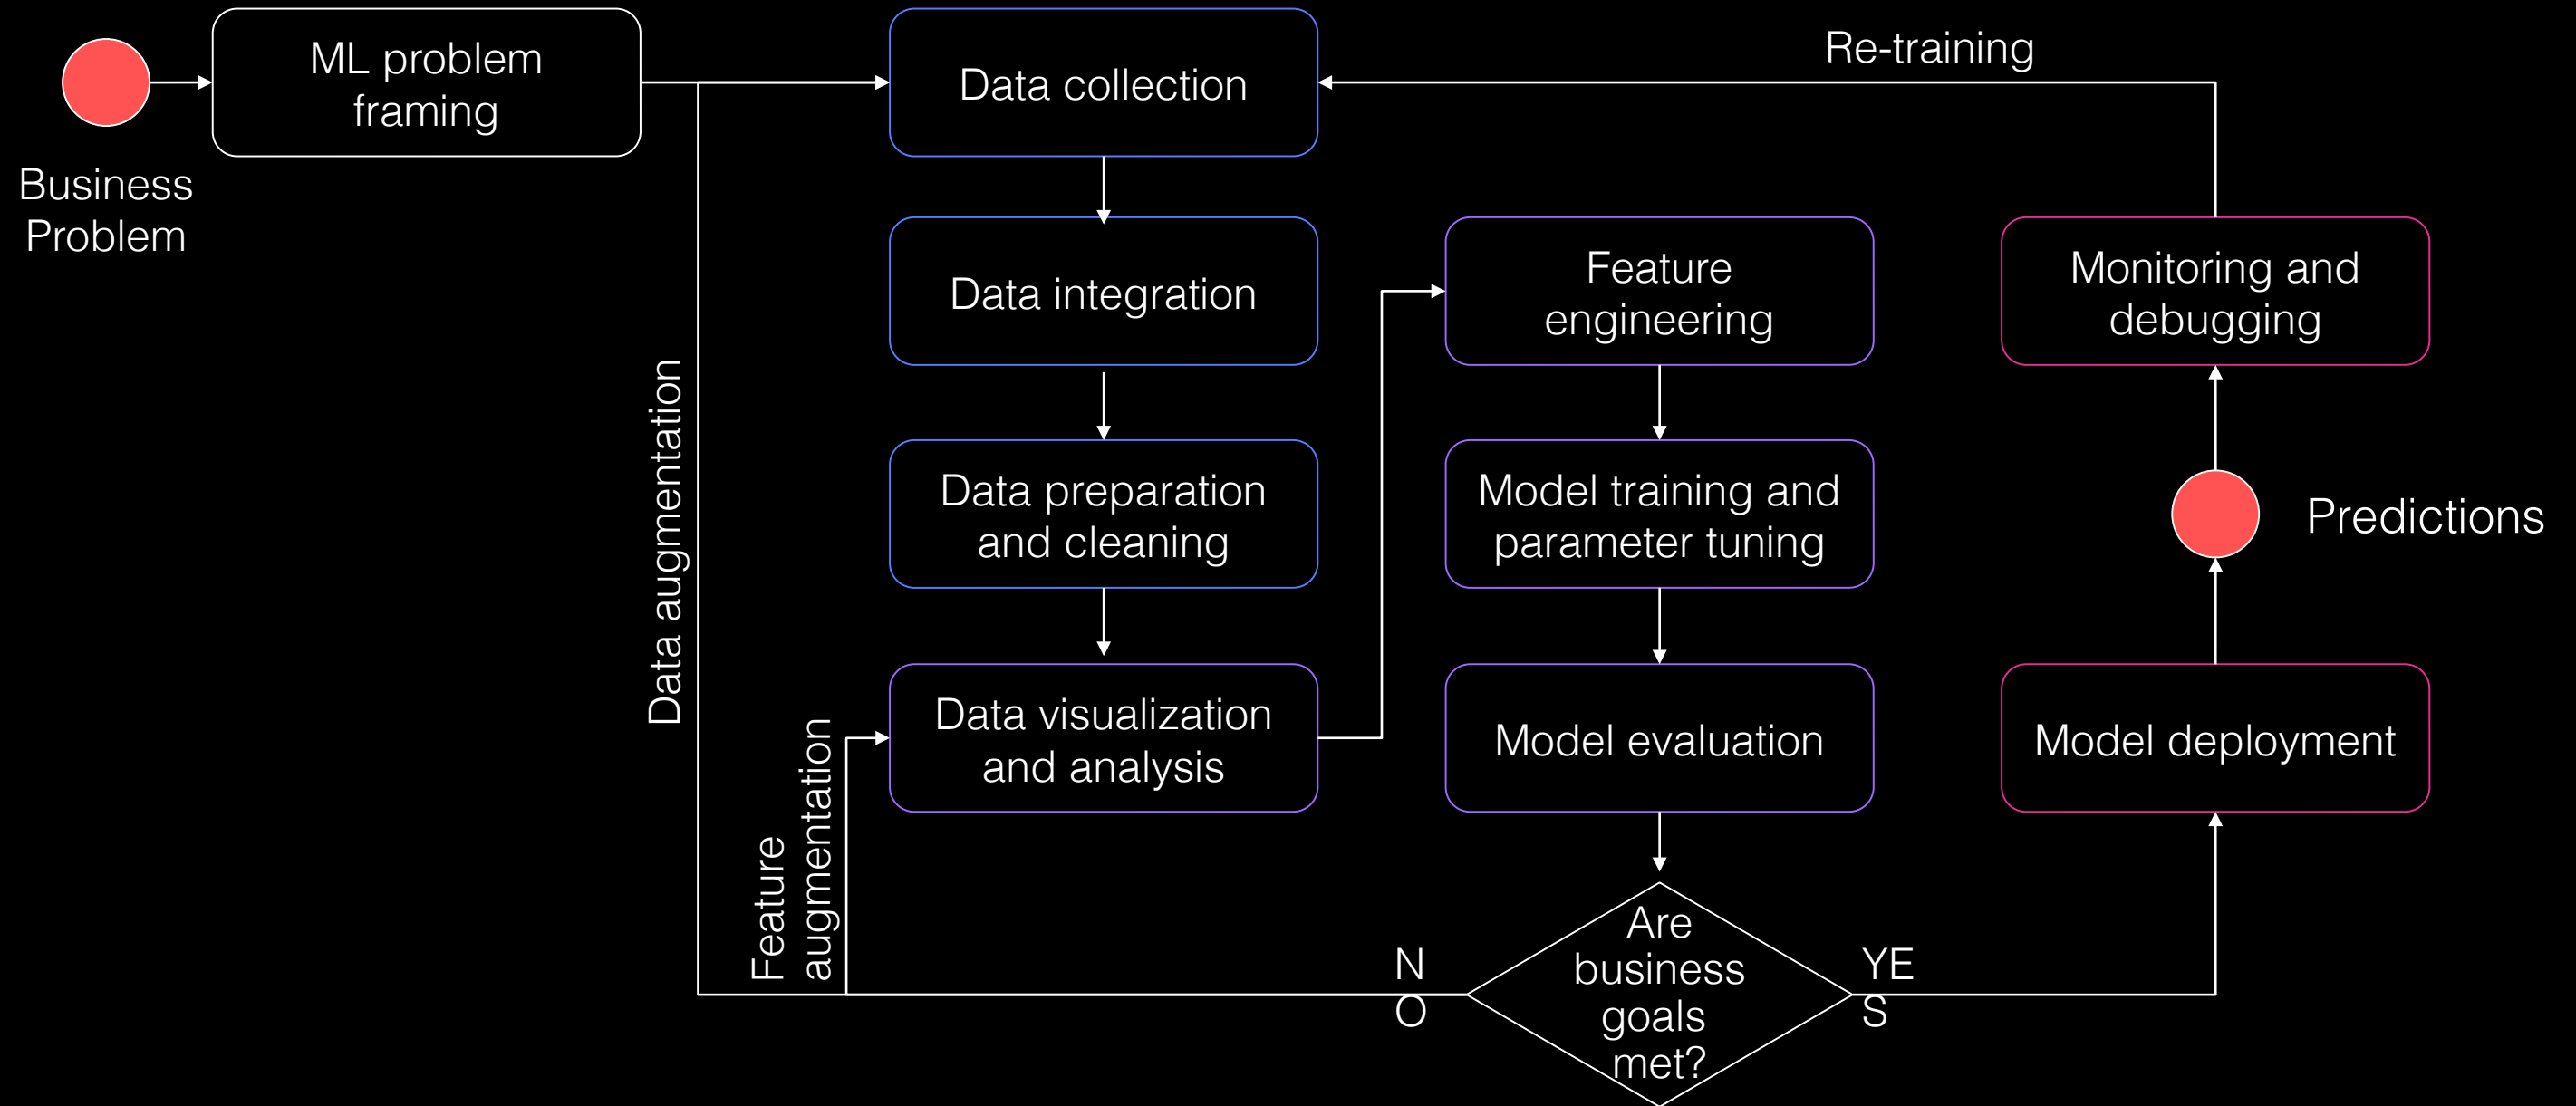 Business
Problem
ML problem
framing
Data collection
Re-training
Data integration
Feature
engineering
Monitoring and
debugging
Data augmentation
Data preparation
and cleaning
Model training and
parameter tuning
Predictions
Feature
augmentation
Data visualization
and analysis
Model evaluation
Model deployment
N
O
Are
business
goals
met?
YE
S